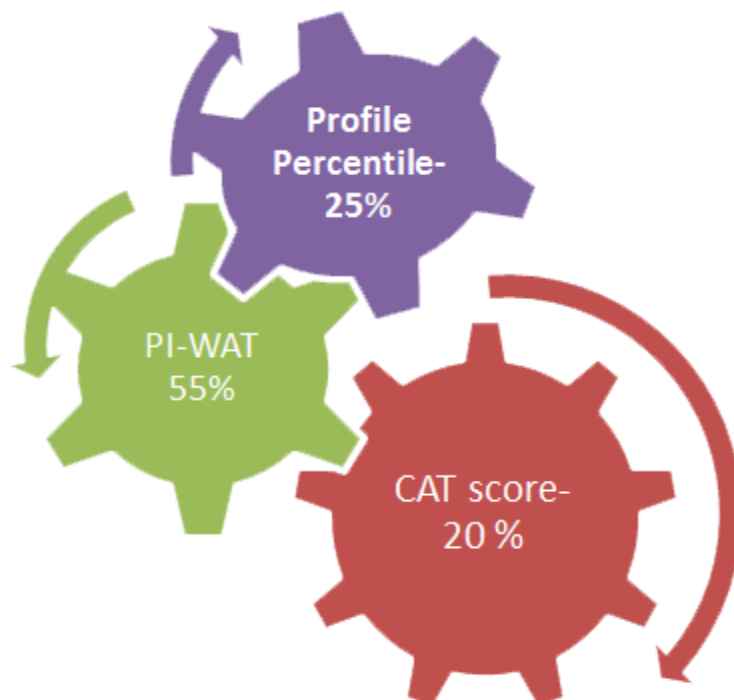 Profile
Percentile-
25%
PI-WAT
55%
CAT score-
20 %